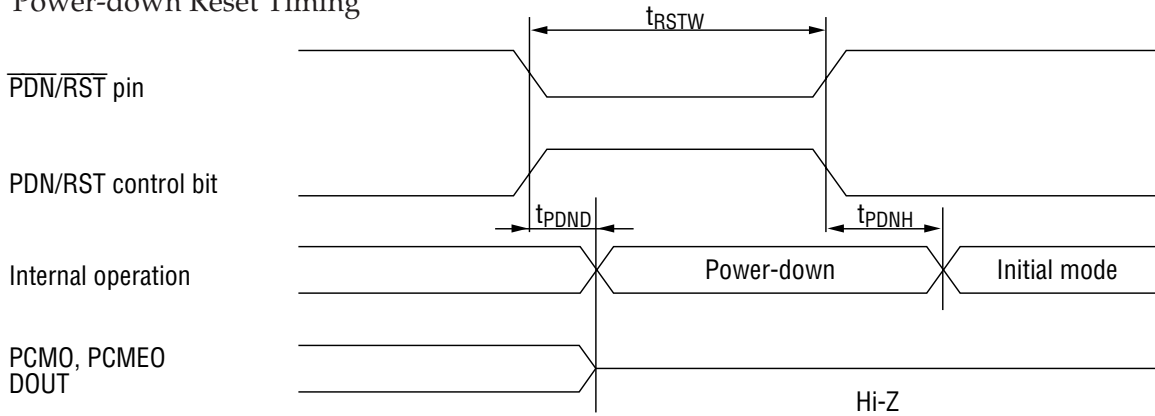 Power-down Reset Timing
tRSTW
PDN/RST pin
PDN/RST control bit
tPDND
tPDNH
Internal operation
Power-down
Initial mode
PCMO, PCMEO
DOUT
Hi-Z